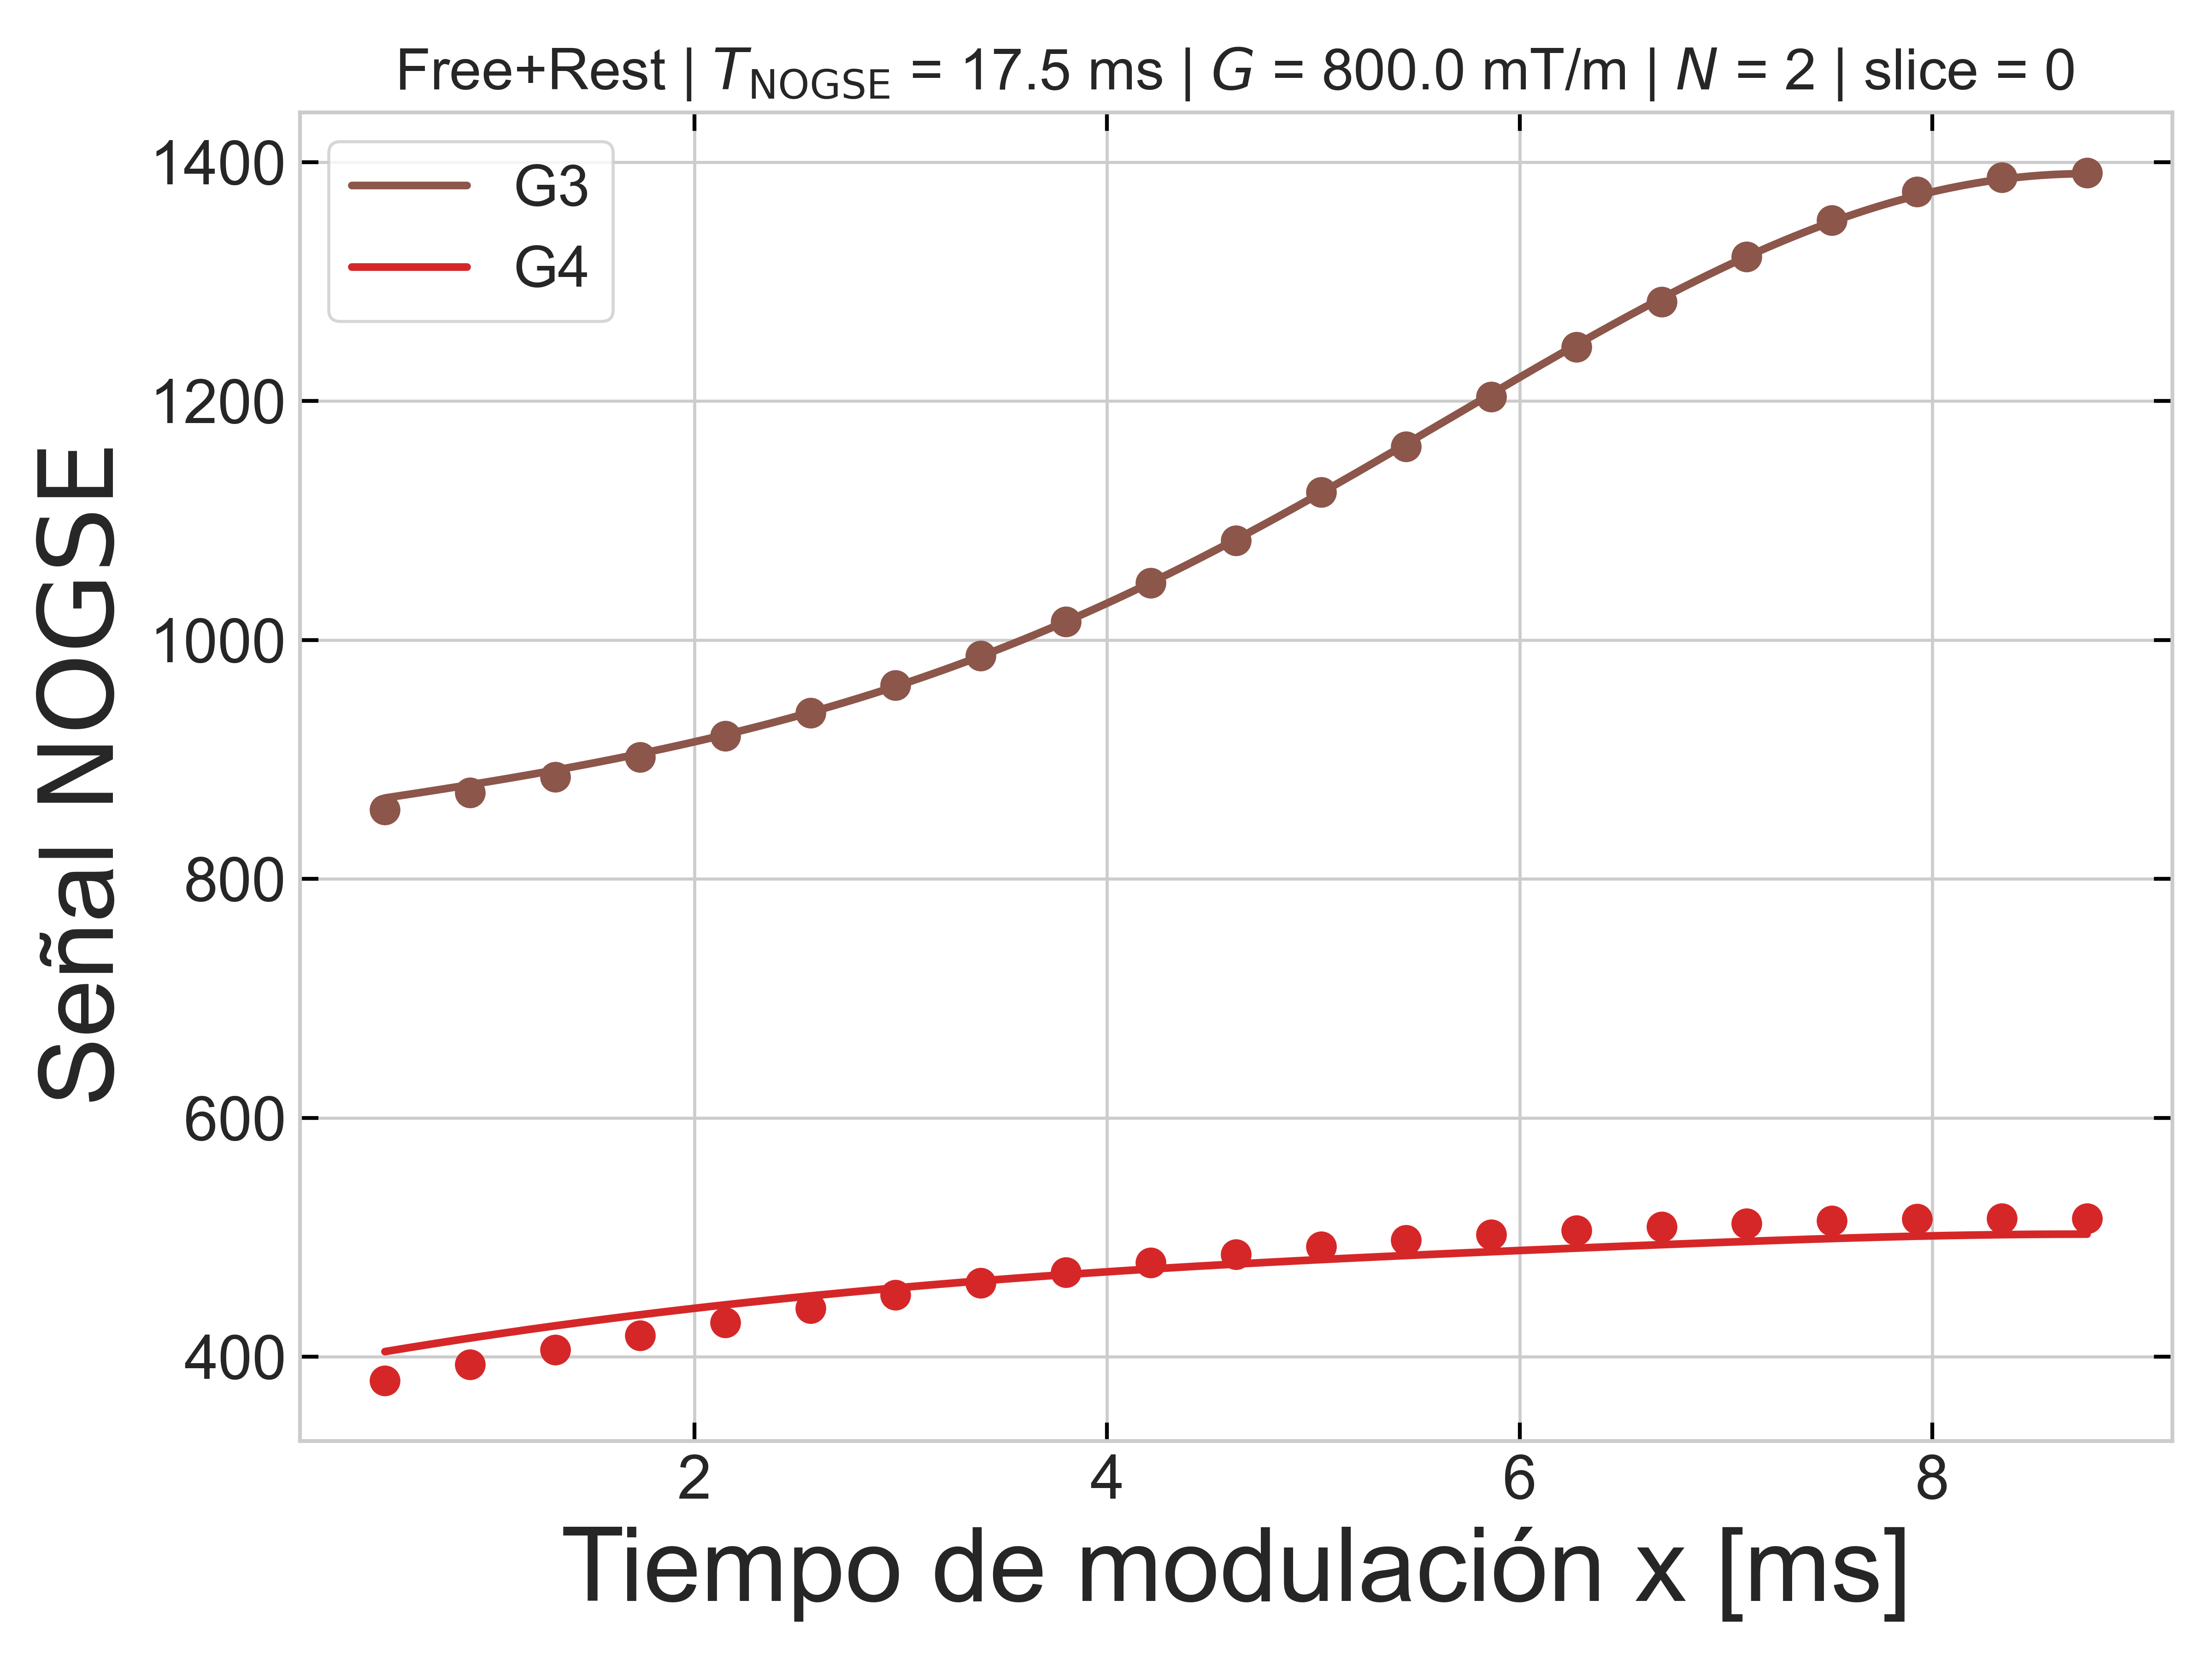 Free+Rest | T_NOGSE = 17.5 ms | G = 800.0 mT/m | N = 2 | slice = 0
G3
G4
1400
1200
1000
800
600
400
Señal NOGSE
2 4 6 8
Tiempo de modulación x [ms]